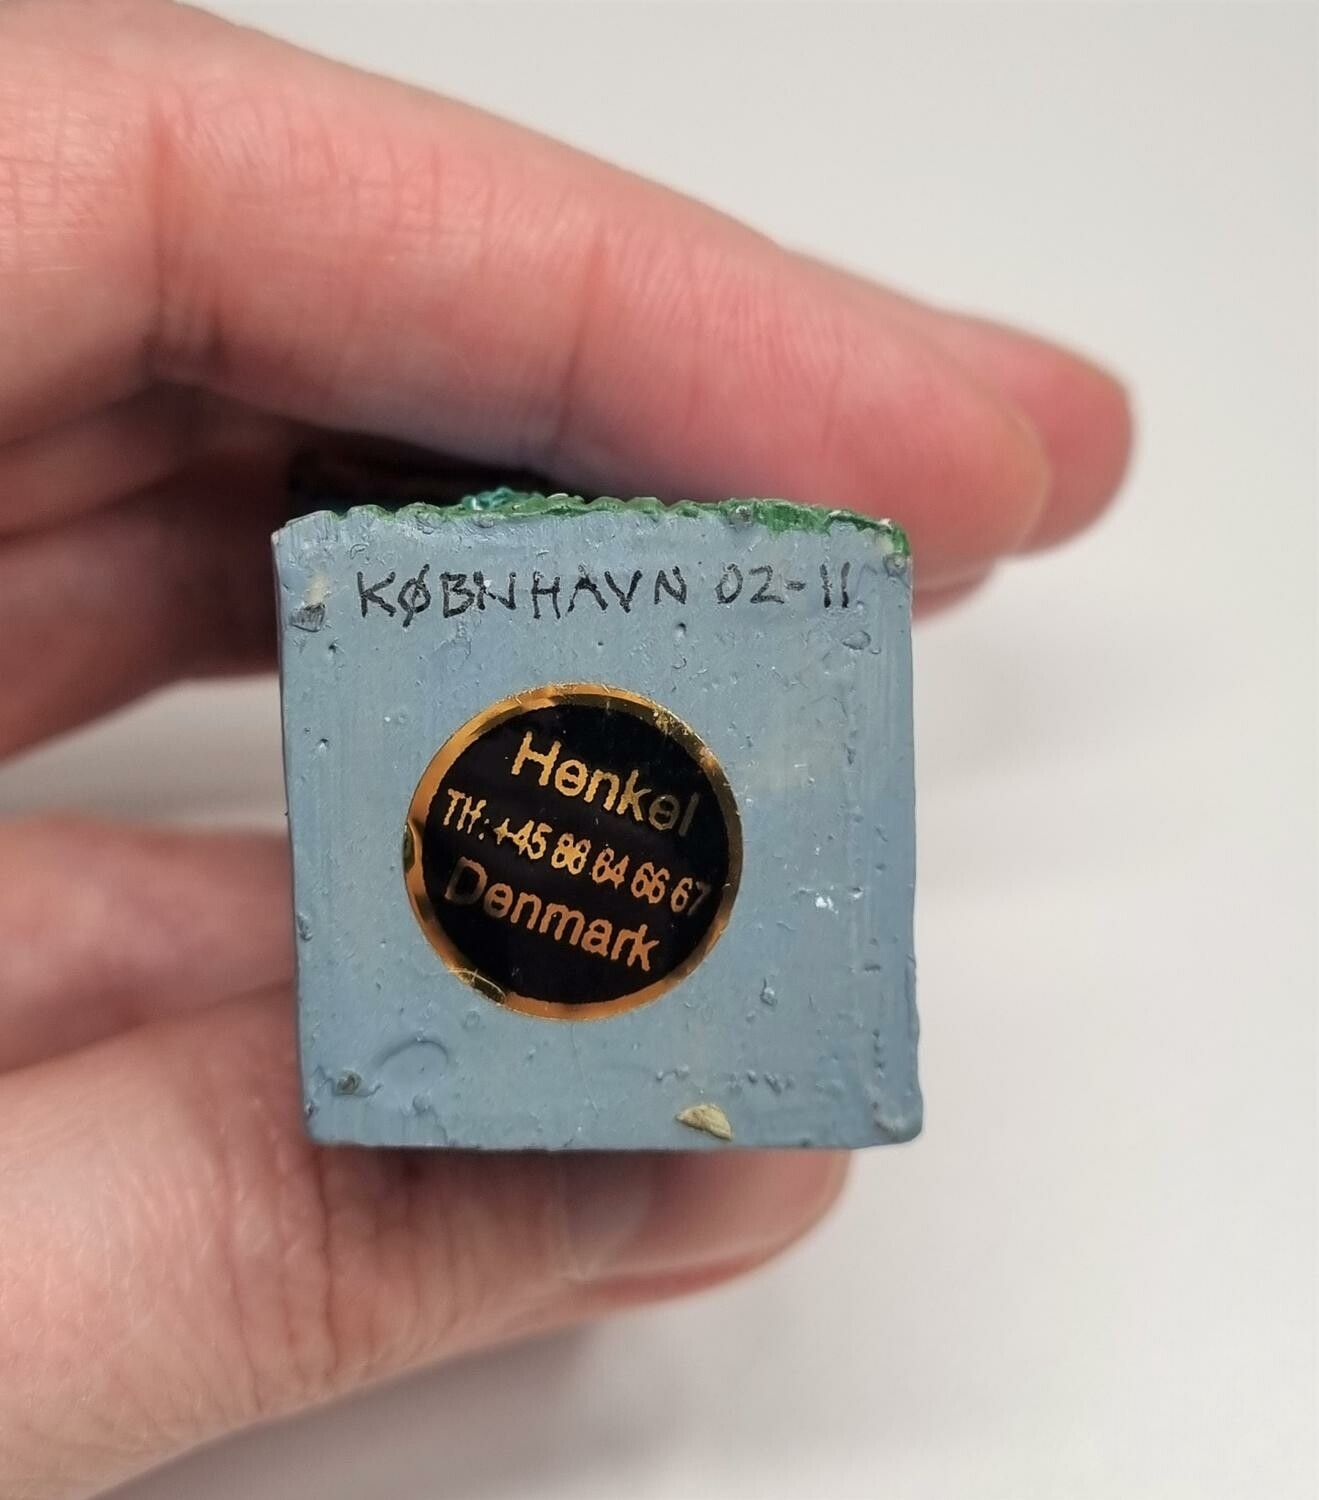 KØBNHAVN 02-11
Henkel
Tlf.: +45 86 84 66 67
Denmark